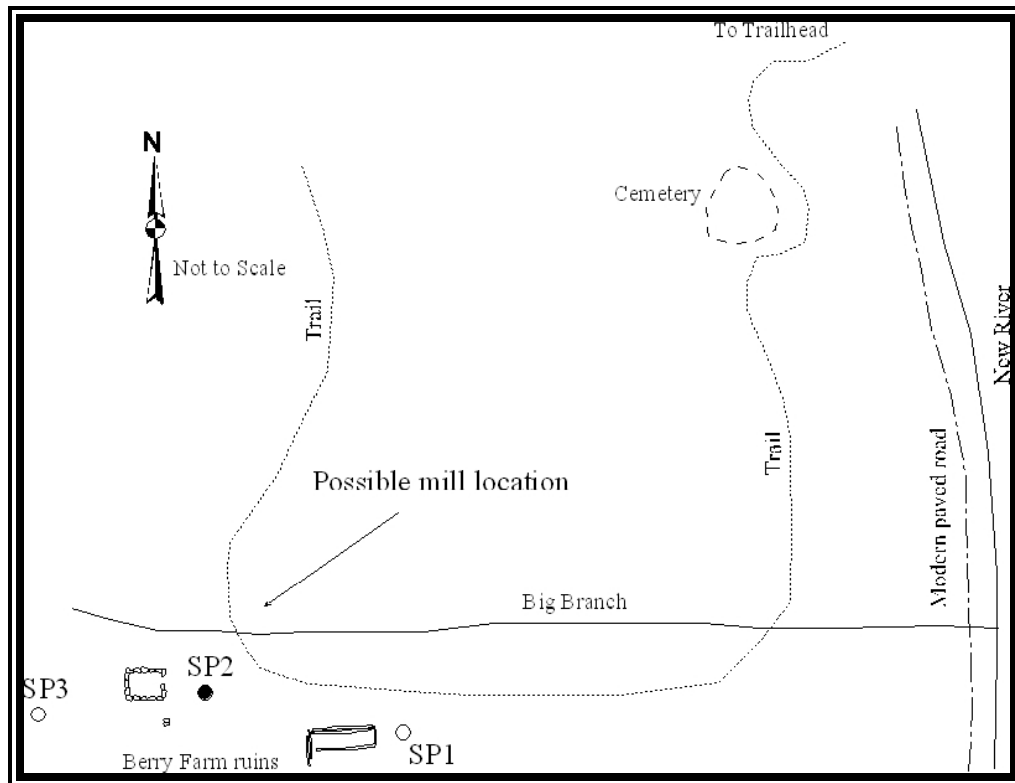 To Trailhead
N
Cemetery
Not to Scale
Trail
New River
Trail
Possible mill location
Modern paved road
Big Branch
SP2
SP3
SP1
Berry Farm ruins